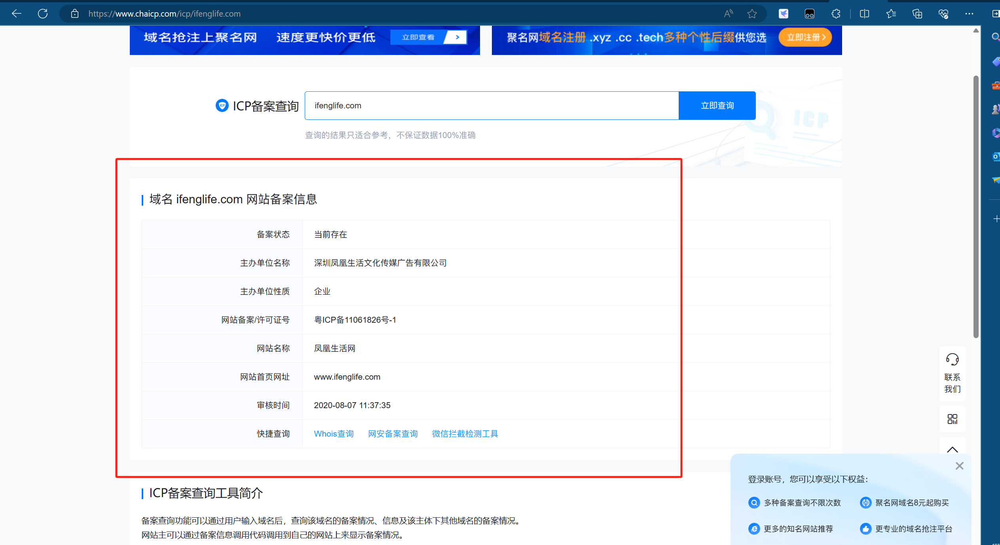 https://www.chaicp.com/icp/ifenglife.com
域名抢注上聚名网 速度更快价更低 立即查看
聚名网域名注册 .xyz .cc .tech多种个性后缀供您选 立即注册
ICP备案查询 ifenglife.com 立即查询
ICP
查询的结果只适合参考，不保证数据100%准确
域名 ifenglife.com 网站备案信息
备案状态 当前存在
主办单位名称 深圳凤凰生活文化传媒广告有限公司
主办单位性质 企业
网站备案/许可证号 粤ICP备11061826号-1
网站名称 凤凰生活网
网站首页网址 www.ifenglife.com
审核时间 2020-08-07 11:37:35
快捷查询 Whois查询 网安备案查询 微信拦截检测工具
联系
我们
ICP备案查询工具简介
备案查询功能可以通过用户输入域名后，查询该域名的备案情况、信息及该主体下其他域名的备案情况。
网站主可以通过备案信息调用代码调用到自己的网站上来显示备案情况。
登录账号，您可以享受以下权益：
多种备案查询不限次数 聚名网域名8元起购买
更多的知名网站推荐 更专业的域名抢注平台